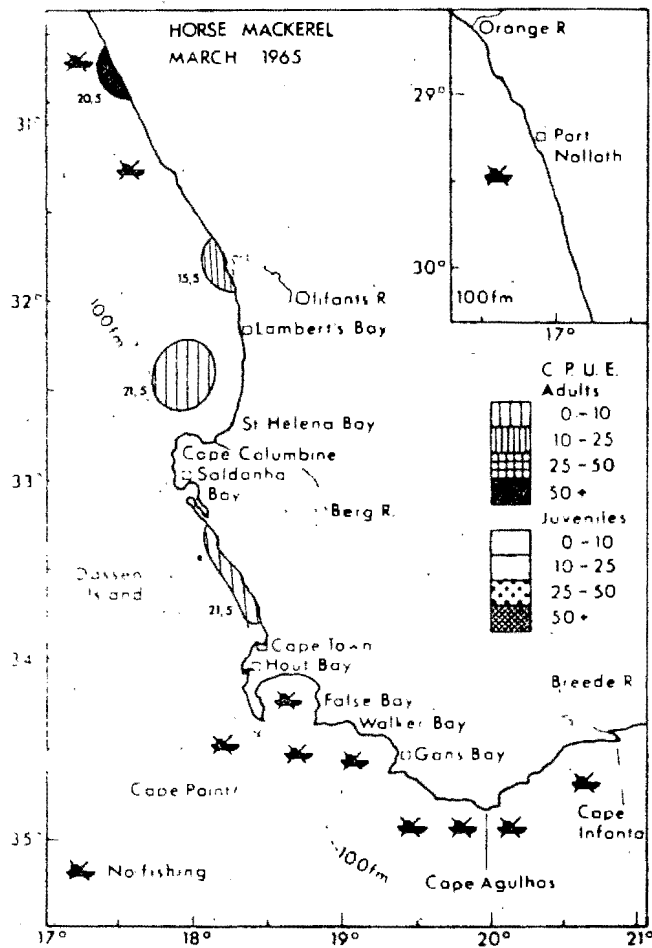 HORSE MACKEREL
MARCH 1965
Orange R
29°
Port
Nolloth
30°
100fm
17°
20,5
31°
15,5
32°
Olifants R
100fm
Lambert's Bay
21,5
St Helena Bay
Cape Columbine
Saldanha
Bay
33°
Berg R.
Dassen
Island
21,5
Cape Town
34°
Hout Bay
False Bay
Walker Bay
Breede R
Gans Bay
Cape Point
Cape
Infanta
35°
100fm
No fishing
Cape Agulhas
17°
18°
19°
20°
21°
C. P. U. E.
Adults
0-10
10-25
25-50
50+
Juveniles
0-10
10-25
25-50
50+